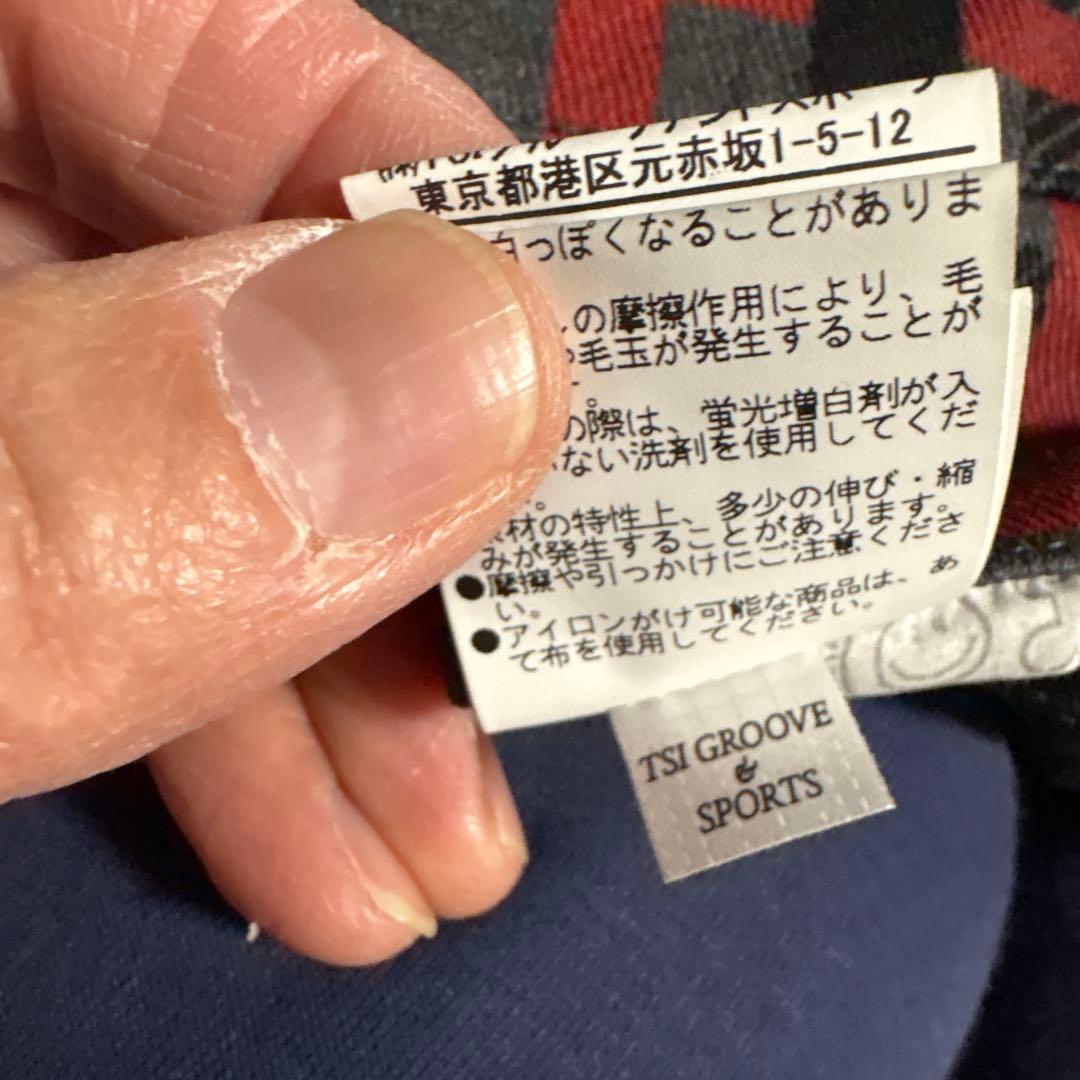 東京都港区元赤坂1-5-12
白っぽくなることがありま
の摩擦作用により、毛
毛玉が発生することが
の際は、蛍光増白剤が入
ない洗剤を使用してくだ
材の特性上、多少の伸び・縮
みが発生することがあります。
●摩擦や引っかけにご注意くださ
い。
●アイロンがけ可能な商品は、あ
て布を使用してください。
TSI GROOVE
&
SPORTS